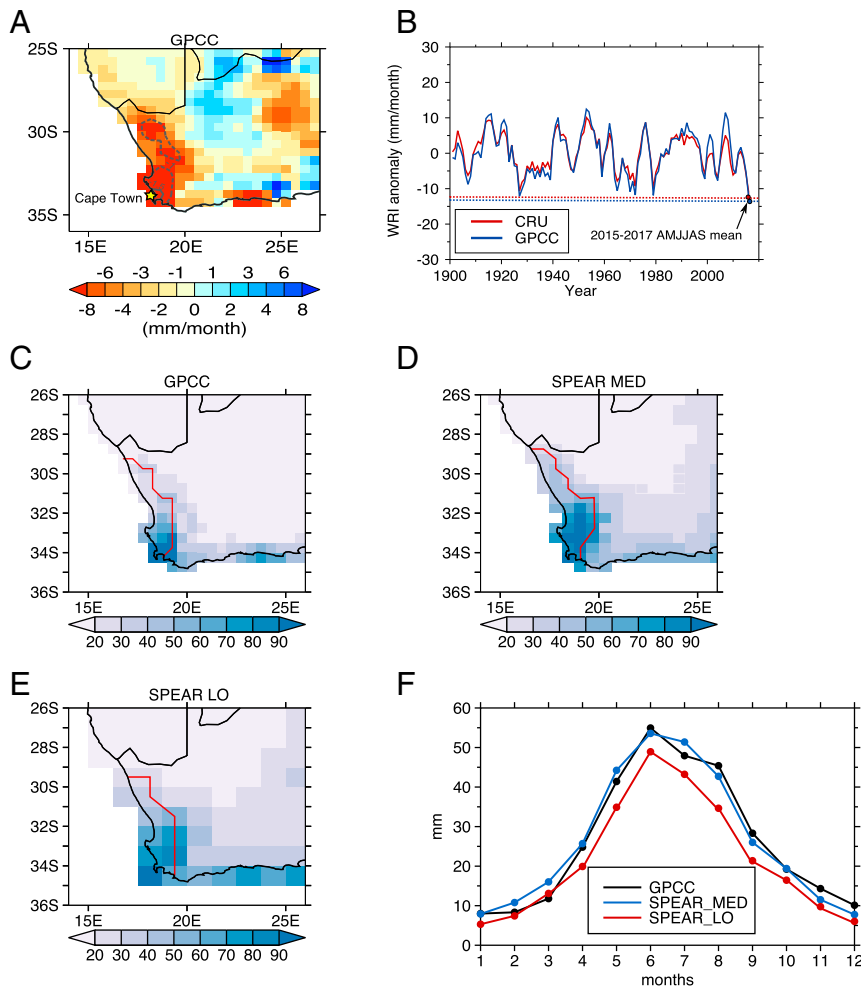 A
GPCC
25S
30S
35S
Cape Town
15E 20E 25E
-6 -3 -1 1 3 6
-8 -4 -2 0 2 4 8
(mm/month)
B
WRI anomaly (mm/month)
30
20
10
0
-10
-20
-30
CRU
GPCC
2015-2017 AMJJAS mean
1900 1920 1940 1960 1980 2000
Year
C
GPCC
26S
28S
30S
32S
34S
36S
15E 20E 25E
20 30 40 50 60 70 80 90
D
SPEAR MED
26S
28S
30S
32S
34S
36S
15E 20E 25E
20 30 40 50 60 70 80 90
E
SPEAR LO
26S
28S
30S
32S
34S
36S
15E 20E 25E
20 30 40 50 60 70 80 90
F
mm
60
50
40
30
20
10
0
GPCC
SPEAR_MED
SPEAR_LO
1 2 3 4 5 6 7 8 9 10 11 12
months